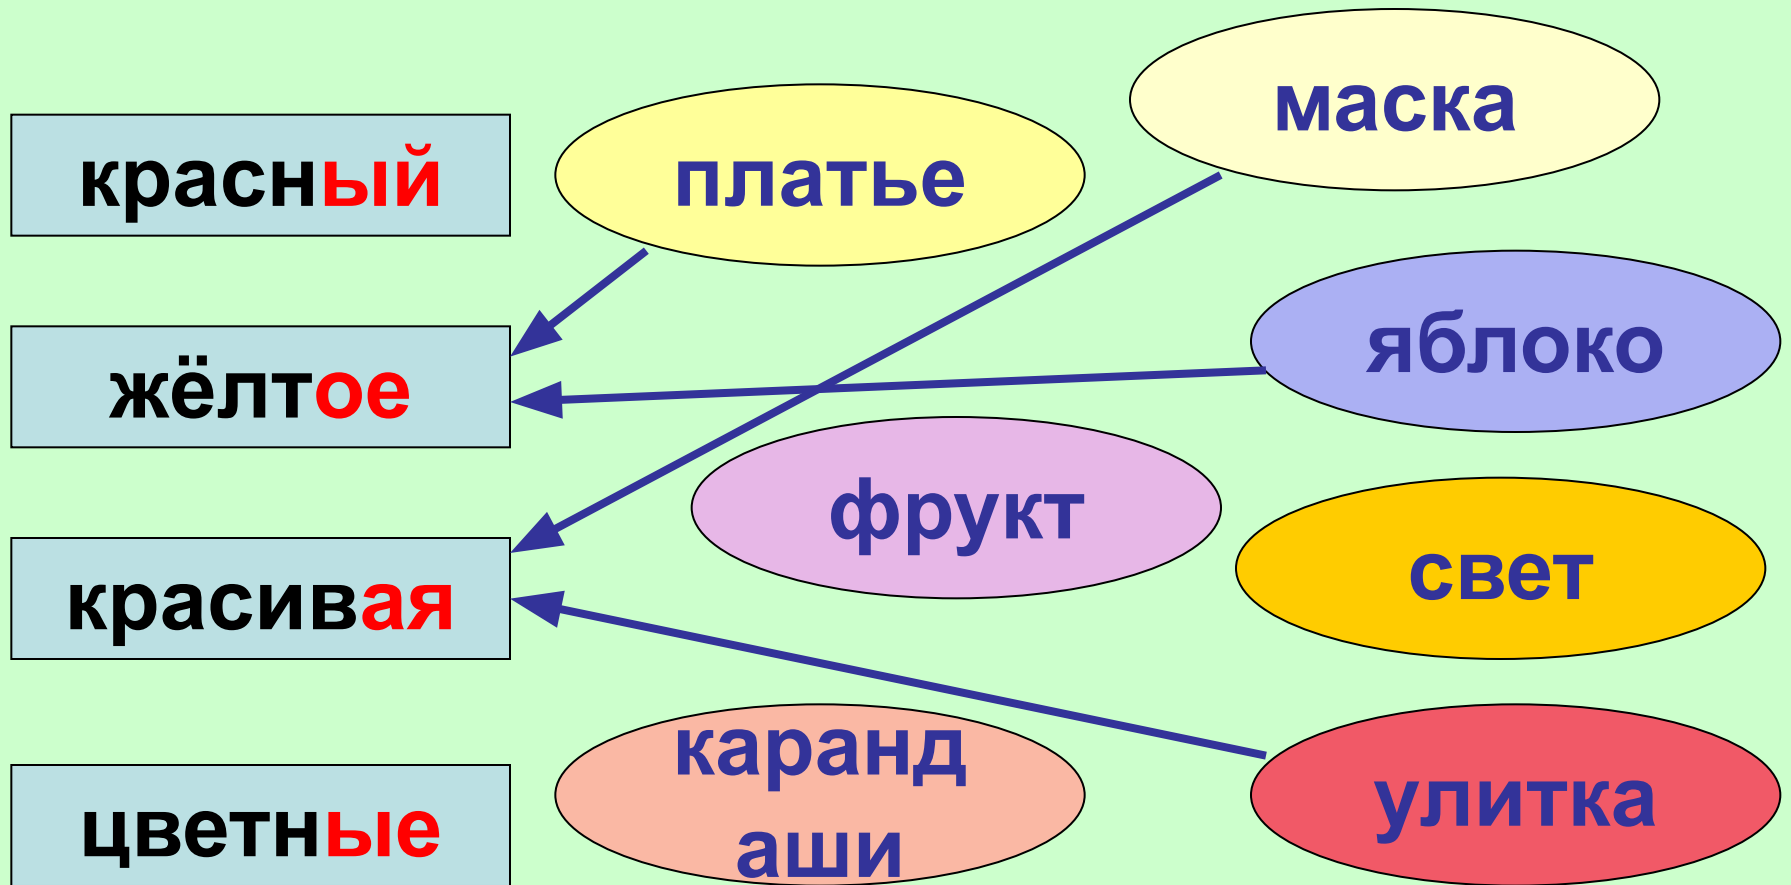 маска
красный
платье
яблоко
жёлтое
фрукт
свет
красивая
каранд
аши
улитка
цветные